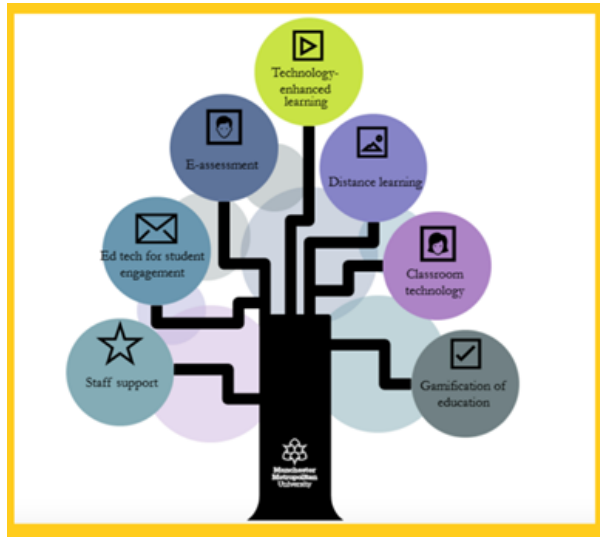 Technology-
enhanced
learning
E-assessment
Distance learning
Ed tech for student
engagement
Classroom
technology
Staff support
Gamification of
education
Manchester
Metropolitan
University